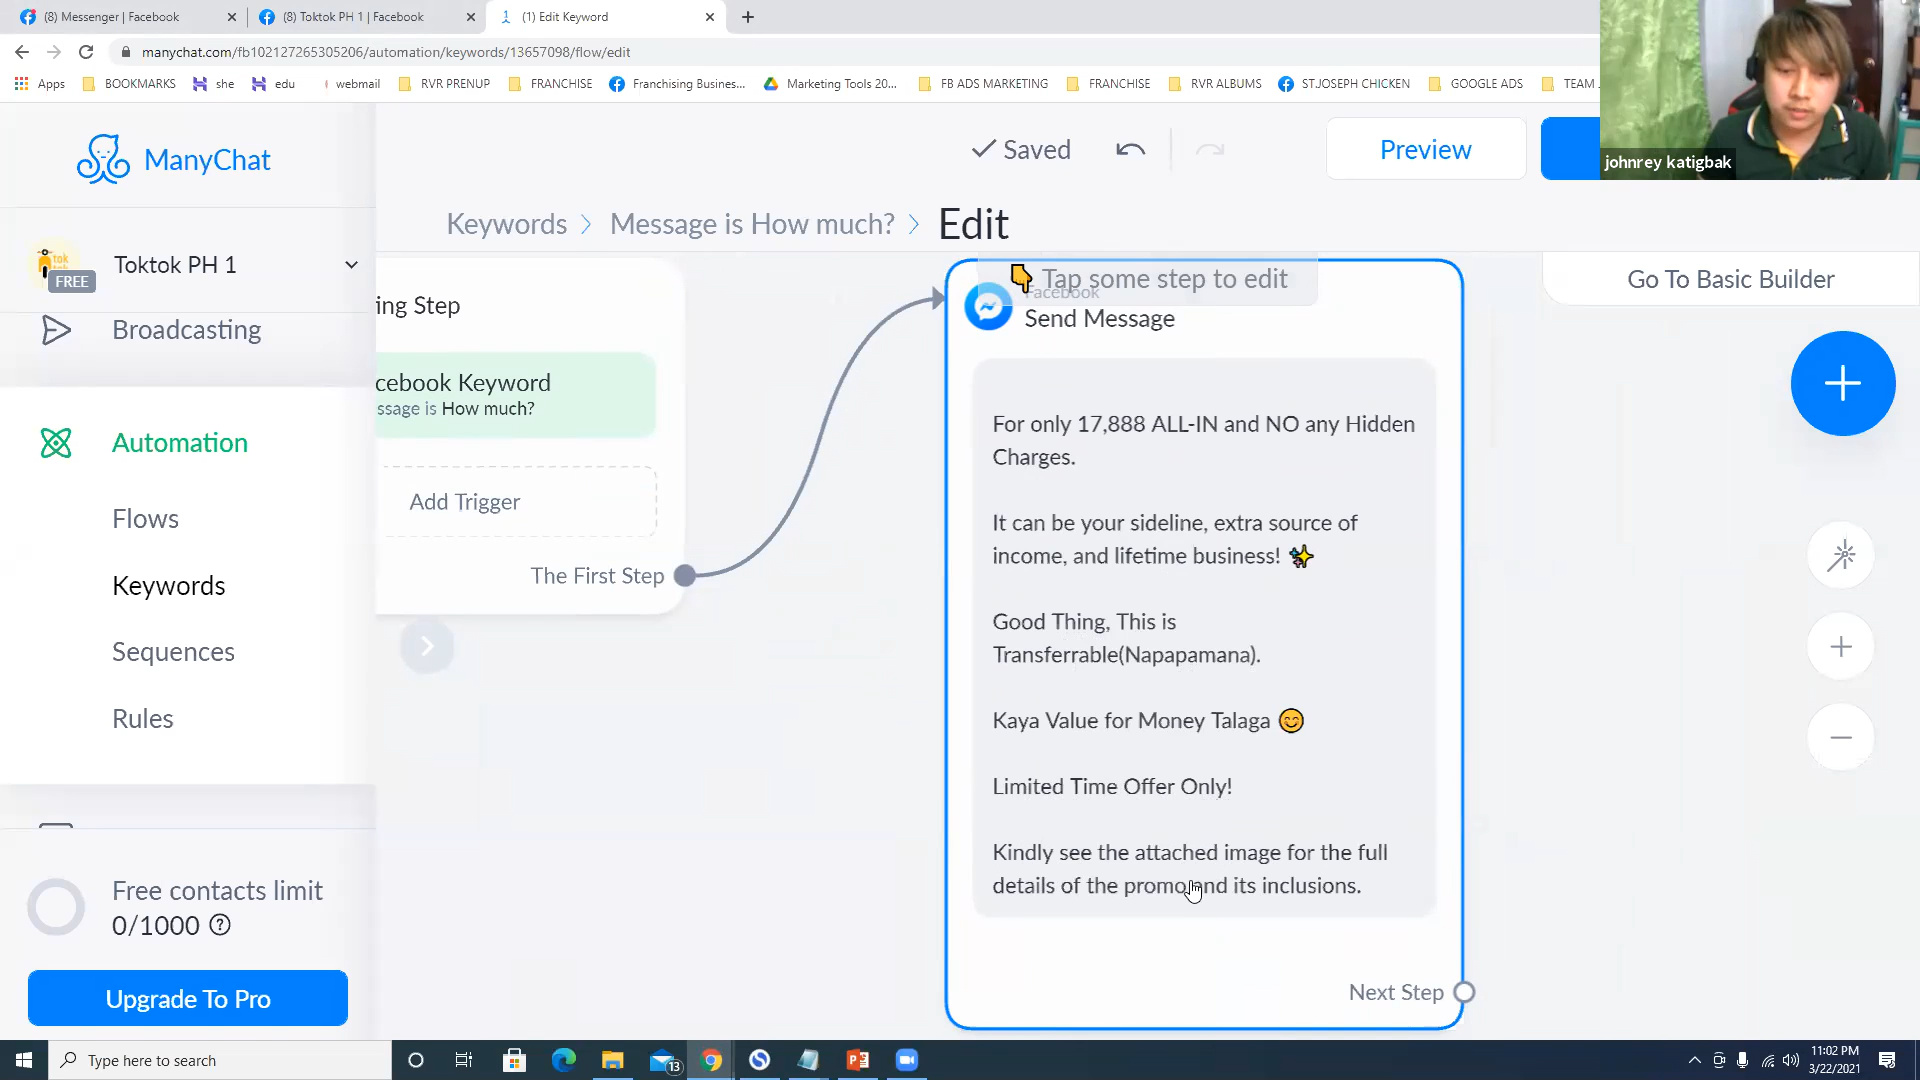 (8) Messenger | Facebook
(8) Toktok PH 1 | Facebook
(1) Edit Keyword
manychat.com/fb102127265305206/automation/keywords/13657098/flow/edit
Apps
BOOKMARKS
she
edu
webmail
RVR PRENUP
FRANCHISE
Franchising Busines...
Marketing Tools 20...
FB ADS MARKETING
FRANCHISE
RVR ALBUMS
ST.JOSEPH CHICKEN
GOOGLE ADS
TEAM
johnrey katigbak
ManyChat
Saved
Preview
Keywords > Message is How much? > Edit
Toktok PH 1
FREE
Tap some step to edit
Go To Basic Builder
Facebook
Send Message
ing Step
Broadcasting
cebook Keyword
ssage is How much?
Add Trigger
The First Step
Automation
Flows
Keywords
Sequences
Rules
For only 17,888 ALL-IN and NO any Hidden
Charges.
It can be your sideline, extra source of
income, and lifetime business! ✨
Good Thing, This is
Transferrable(Napapamana).
Kaya Value for Money Talaga 😊
Limited Time Offer Only!
Kindly see the attached image for the full
details of the promo and its inclusions.
Next Step
Free contacts limit
0/1000
Upgrade To Pro
Type here to search
13
11:02 PM
3/22/2021